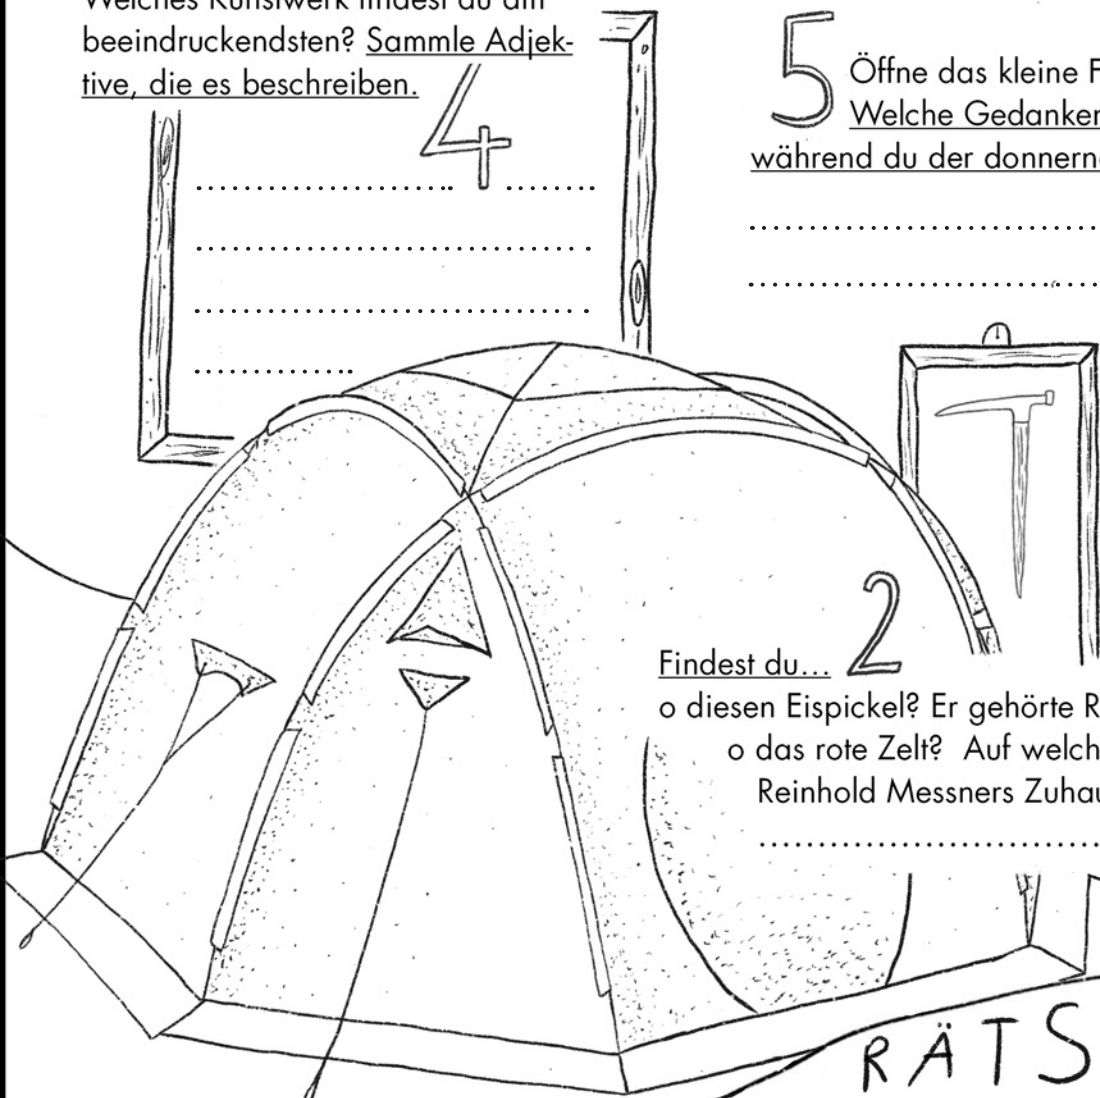 Welches Kunstwerk findest du am
beeindruckendsten? Sammle Adjek-
tive, die es beschreiben.
4
5
Öffne das kleine F
Welche Gedanken
während du der donnern
2
Findest du...
o diesen Eispickel? Er gehörte R
o das rote Zelt? Auf welch
Reinhold Messners Zuhau
RÄTS